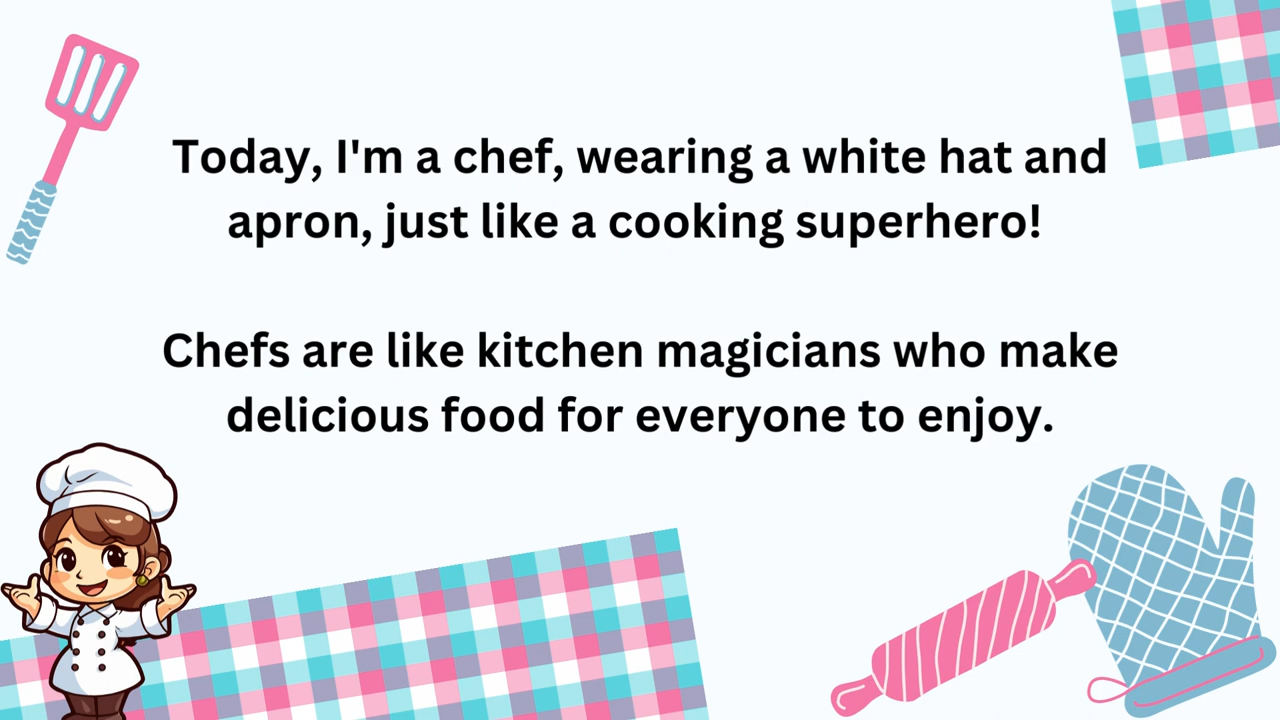 Today, I'm a chef, wearing a white hat and
apron, just like a cooking superhero!
Chefs are like kitchen magicians who make
delicious food for everyone to enjoy.